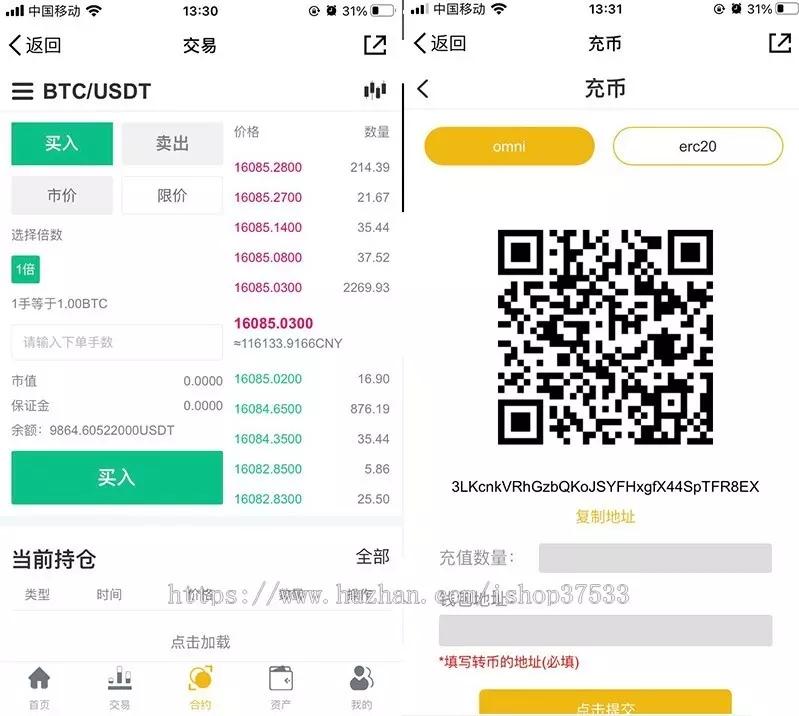 中国移动 13:30 31%
返回 交易
BTC/USDT
买入 卖出
市价 限价
选择倍数
1倍
1手等于1.00BTC
请输入下单手数
市值 0.0000
保证金 0.0000
余额：9864.60522000USDT
买入
价格 数量
16085.2800 214.39
16085.2700 21.67
16085.1400 35.44
16085.0800 37.52
16085.0300 2269.93
16085.0300
≈116133.9166CNY
16085.0200 16.90
16084.6500 876.19
16084.3500 35.44
16082.8500 5.86
16082.8300 25.50
当前持仓 全部
类型 时间 价格 数量 操作
点击加载
首页 交易 合约 资产 我的
中国移动 13:31 31%
返回 充币
充币
omni erc20
3LKcnkVRhGzbQKoJSYFHxgfX44SpTFR8EX
复制地址
充值数量：
钱包地址：
*填写转币的地址(必填)
点击提交
https://www.huzhan.com/ishop37533